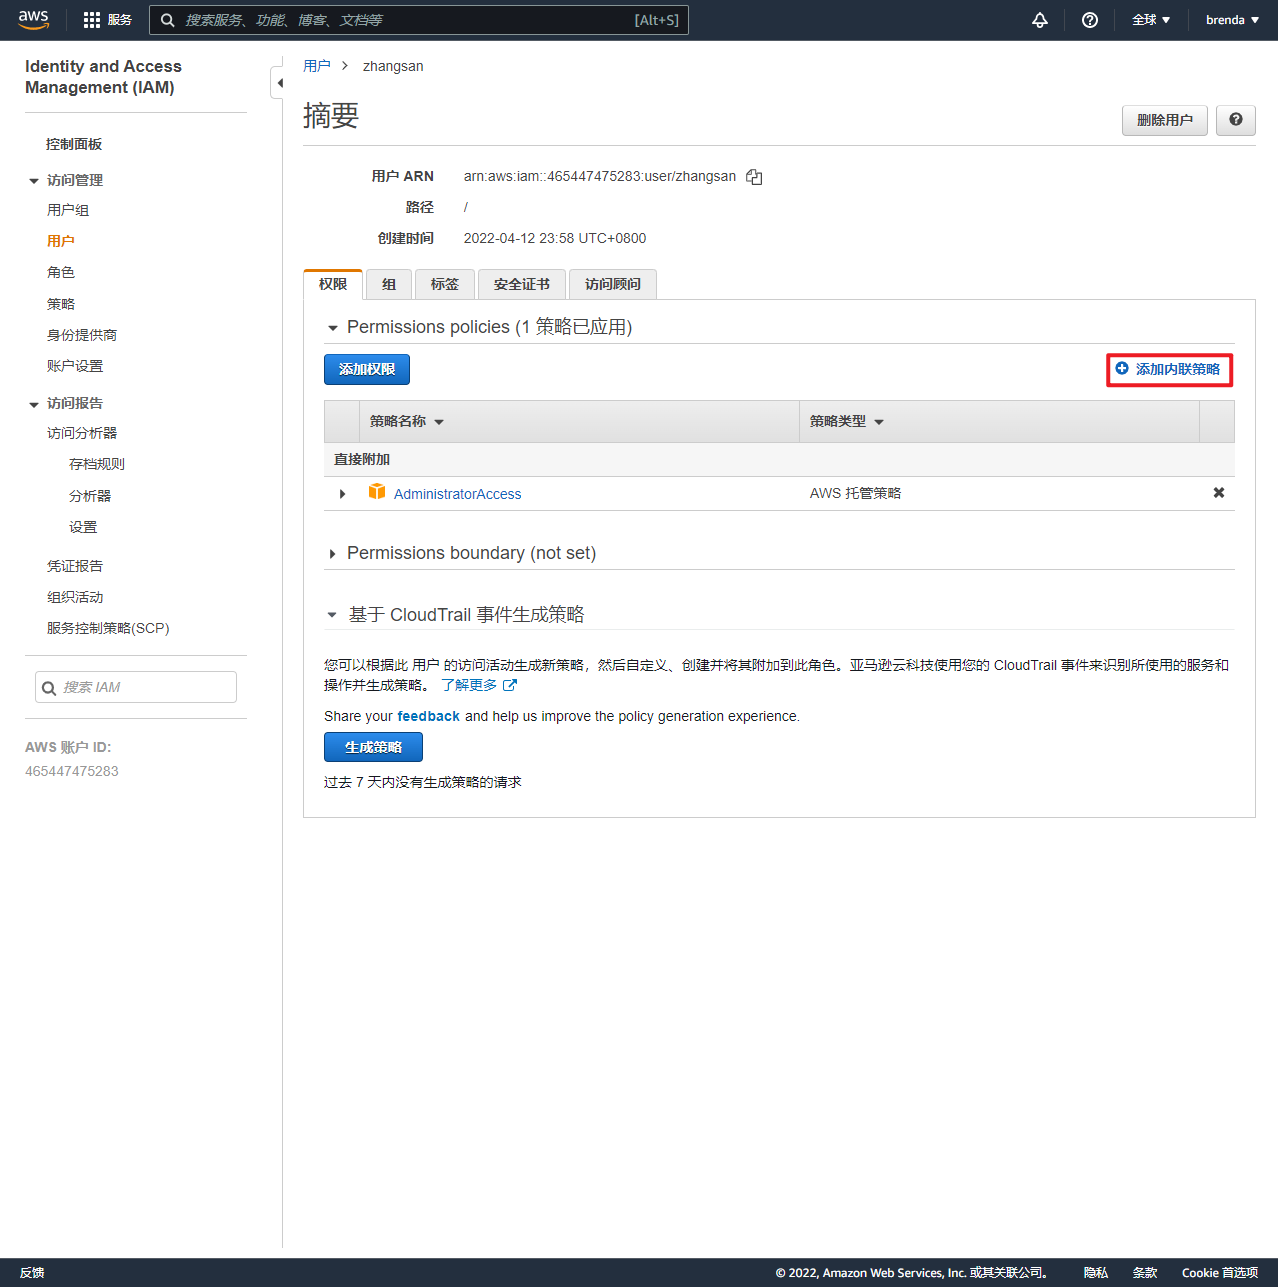 aws
服务
搜索服务、功能、博客、文档等
[Alt+S]
全球
brenda
Identity and Access
Management (IAM)
控制面板
访问管理
用户组
用户
角色
策略
身份提供商
账户设置
访问报告
访问分析器
存档规则
分析器
设置
凭证报告
组织活动
服务控制策略(SCP)
搜索 IAM
AWS 账户 ID:
465447475283
用户 > zhangsan
摘要
删除用户
用户 ARN arn:aws:iam::465447475283:user/zhangsan
路径 /
创建时间 2022-04-12 23:58 UTC+0800
权限 组 标签 安全证书 访问顾问
Permissions policies (1 策略已应用)
添加权限
添加内联策略
策略名称 策略类型
直接附加
AdministratorAccess AWS 托管策略
Permissions boundary (not set)
基于 CloudTrail 事件生成策略
您可以根据此 用户 的访问活动生成新策略，然后自定义、创建并将其附加到此角色。亚马逊云科技使用您的 CloudTrail 事件来识别所使用的服务和
操作并生成策略。 了解更多
Share your feedback and help us improve the policy generation experience.
生成策略
过去 7 天内没有生成策略的请求
反馈
© 2022, Amazon Web Services, Inc. 或其关联公司。 隐私 条款 Cookie 首选项